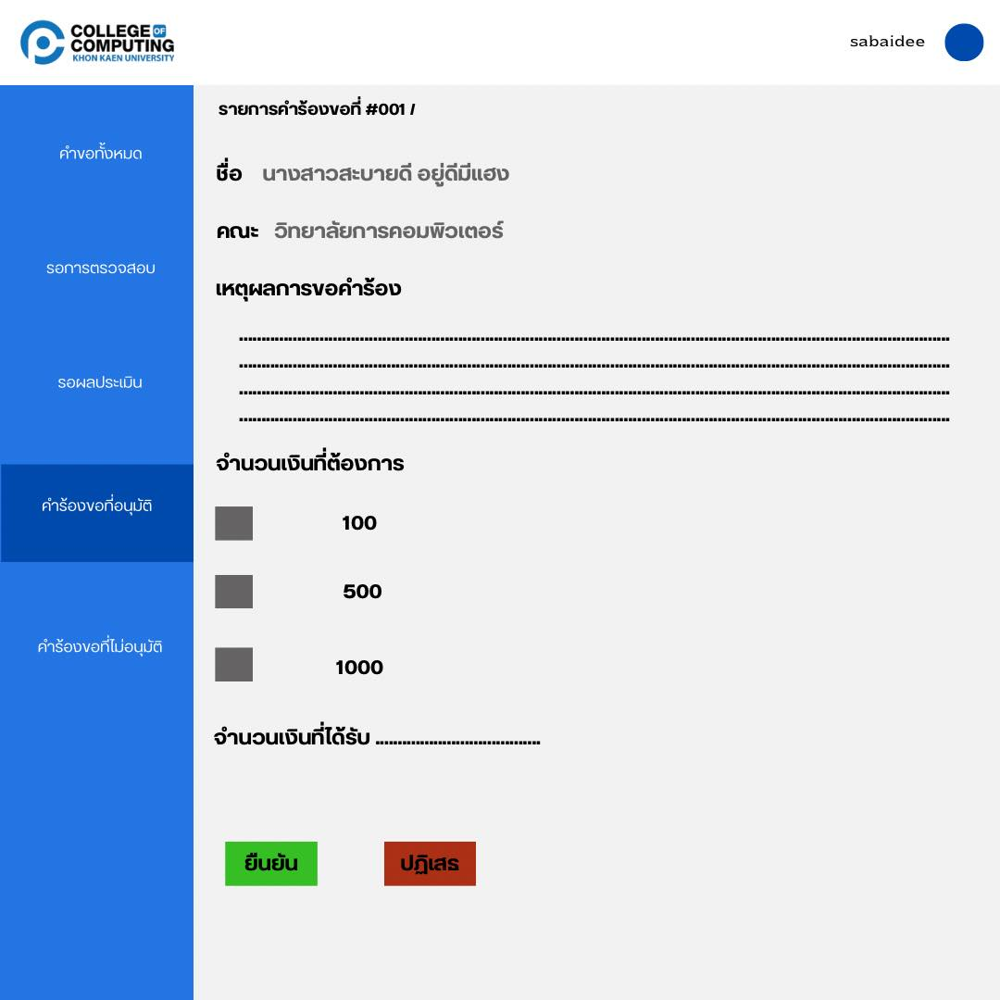 COLLEGE OF
COMPUTING
KHON KAEN UNIVERSITY
sabaidee
คำขอทั้งหมด
รอการตรวจสอบ
รอผลประเมิน
คำร้องขอที่อนุมัติ
คำร้องขอที่ไม่อนุมัติ
รายการคำร้องขอที่ #001 /
ชื่อ นางสาวสะบายดี อยู่ดีมีแฮง
คณะ วิทยาลัยการคอมพิวเตอร์
เหตุผลการขอคำร้อง
จำนวนเงินที่ต้องการ
100
500
1000
จำนวนเงินที่ได้รับ .....................................
ยืนยัน ปฏิเสธ